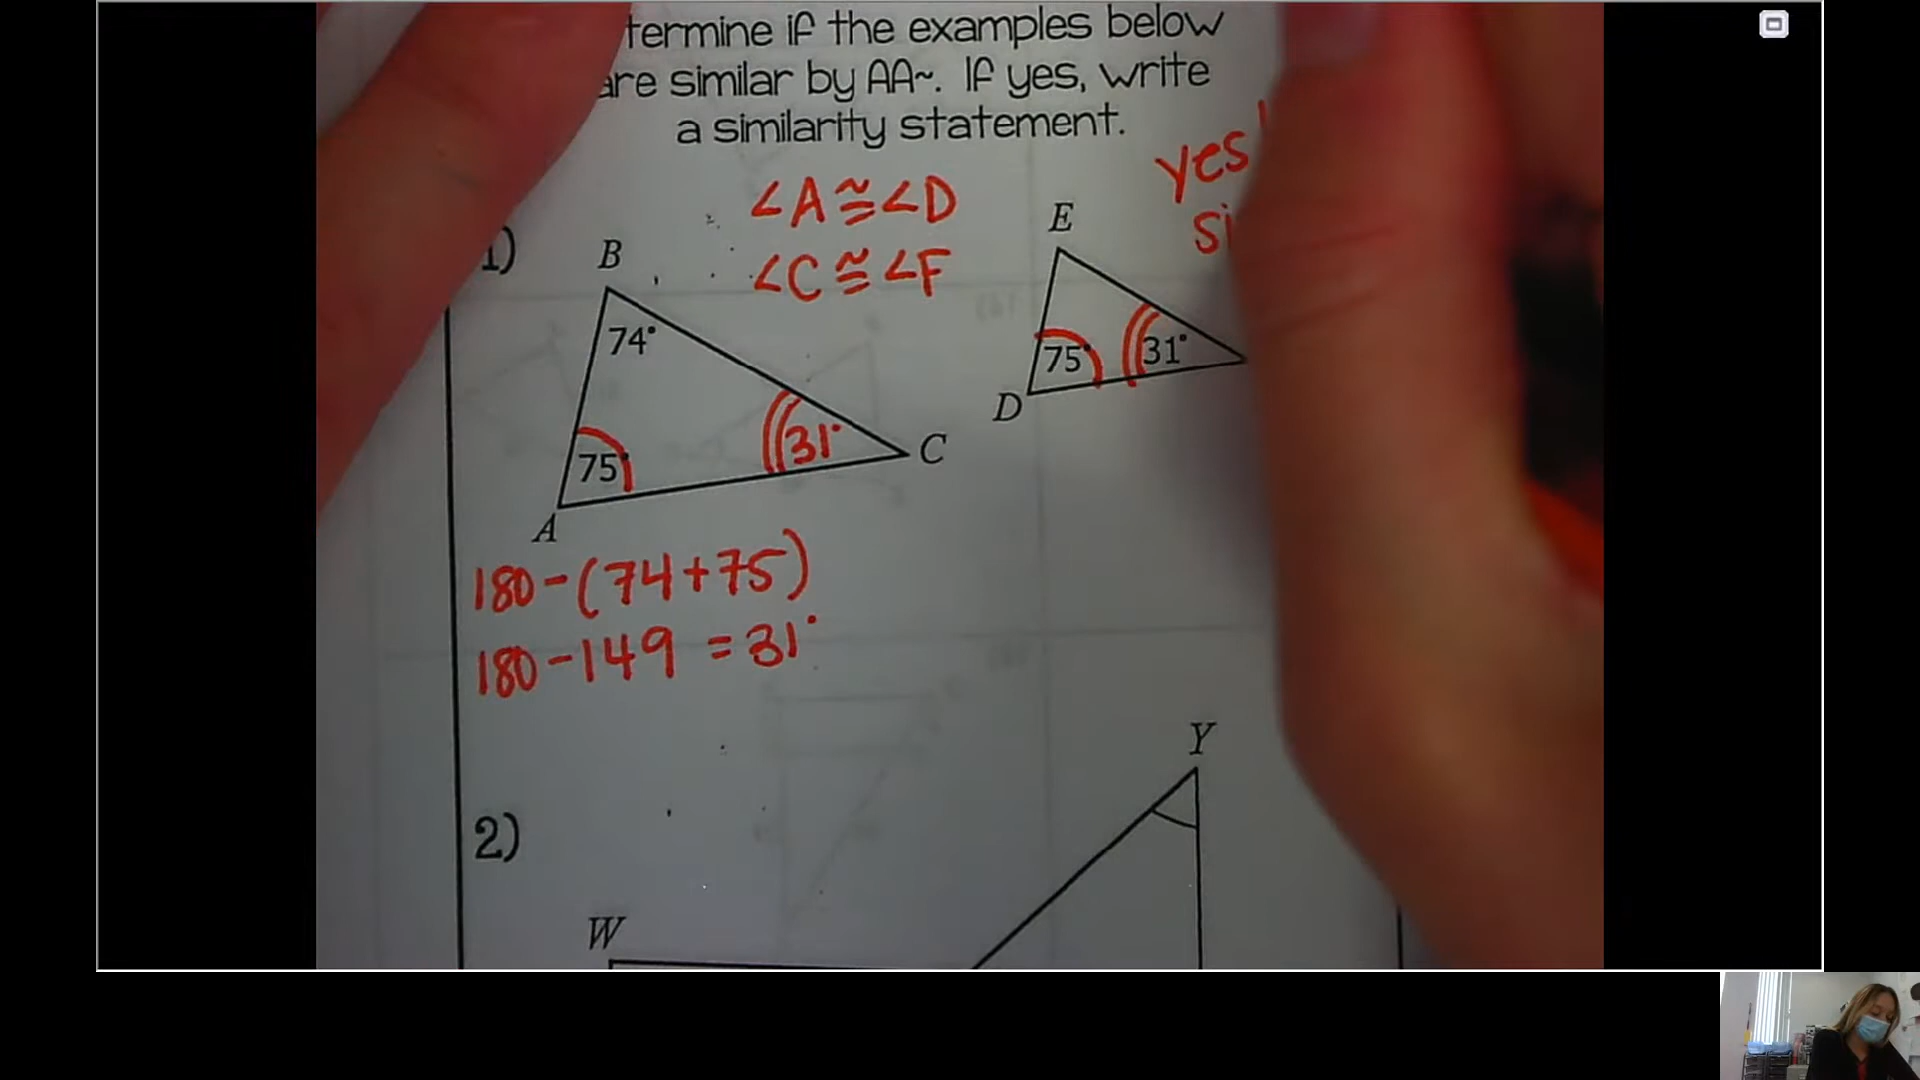 termine if the examples below
are similar by AA~. If yes, write
a similarity statement.
yes
∠A≅∠D
∠C≅∠F
1)
B
E
74°
75°
31°
C
A
75°
31°
D
180-(74+75)
180-149 = 31°
2)
Y
W